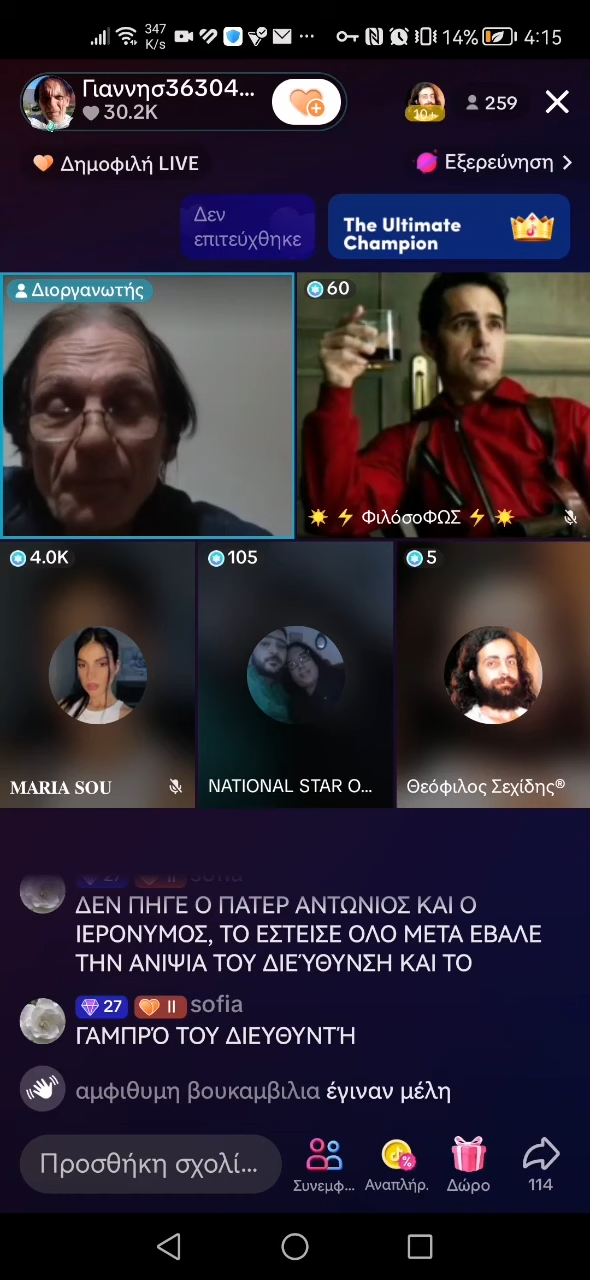 347
K/s
14%
4:15
Γιαννησ36304...
30.2K
10+
259
Δημοφιλή LIVE
Εξερεύνηση
Δεν
επιτεύχθηκε
The Ultimate
Champion
Διοργανωτής
60
ΦιλόσοΦΩΣ
4.0K
105
5
MARIA SOU
NATIONAL STAR O...
Θεόφιλος Σεχίδης®
27 II sofia
ΔΕΝ ΠΗΓΕ Ο ΠΑΤΕΡ ΑΝΤΩΝΙΟΣ ΚΑΙ Ο
ΙΕΡΟΝΥΜΟΣ, ΤΟ ΕΣΤΕΙΣΕ ΟΛΟ ΜΕΤΑ ΕΒΑΛΕ
ΤΗΝ ΑΝΙΨΙΑ ΤΟΥ ΔΙΕΎΘΥΝΣΗ ΚΑΙ ΤΟ
27 II sofia
ΓΑΜΠΡΌ ΤΟΥ ΔΙΕΥΘΥΝΤΉ
αμφιθυμη βουκαμβιλια έγιναν μέλη
Προσθήκη σχολί...
Συνεμφ...
Αναπλήρ.
Δώρο
114